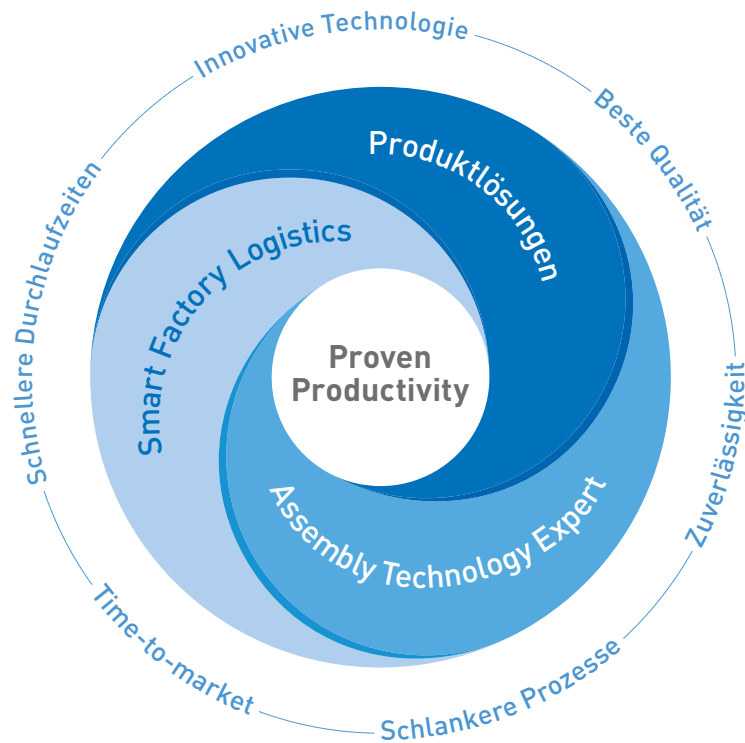 Innovative Technologie
Beste Qualität
Zuverlässigkeit
Schlankere Prozesse
Time-to-market
Schnellere Durchlaufzeiten
Produktlösungen
Assembly Technology Expert
Smart Factory Logistics
Proven
Productivity